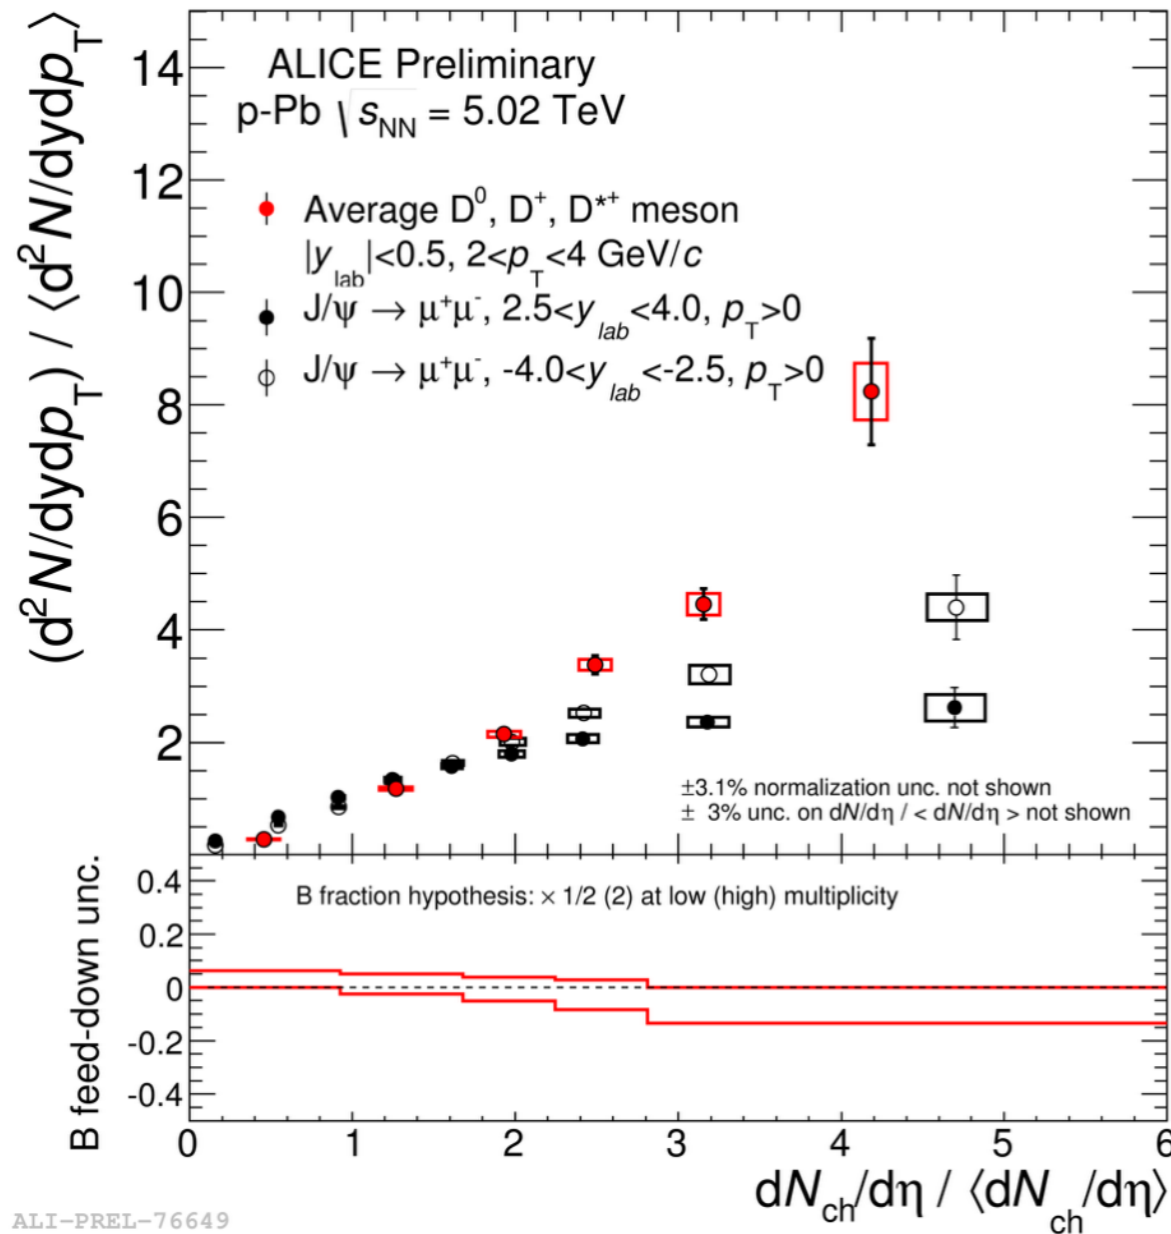 (d²N/dydp_T) / ⟨d²N/dydp_T⟩
14
12
10
8
6
4
2
ALICE Preliminary
p-Pb √s_NN = 5.02 TeV
Average D⁰, D⁺, D*⁺ meson
|y_lab|<0.5, 2<p_T<4 GeV/c
J/ψ → μ⁺μ⁻, 2.5<y_lab<4.0, p_T>0
J/ψ → μ⁺μ⁻, -4.0<y_lab<-2.5, p_T>0
±3.1% normalization unc. not shown
± 3% unc. on dN/dη / < dN/dη > not shown
B feed-down unc.
0.4
0.2
0
-0.2
-0.4
B fraction hypothesis: × 1/2 (2) at low (high) multiplicity
0 1 2 3 4 5 6
dN_ch/dη / ⟨dN_ch/dη⟩
ALI-PREL-76649